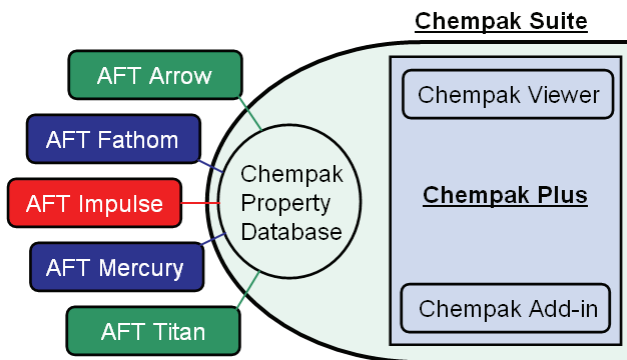 Chempak Suite
AFT Arrow
AFT Fathom
AFT Impulse
AFT Mercury
AFT Titan
Chempak
Property
Database
Chempak Viewer
Chempak Plus
Chempak Add-in